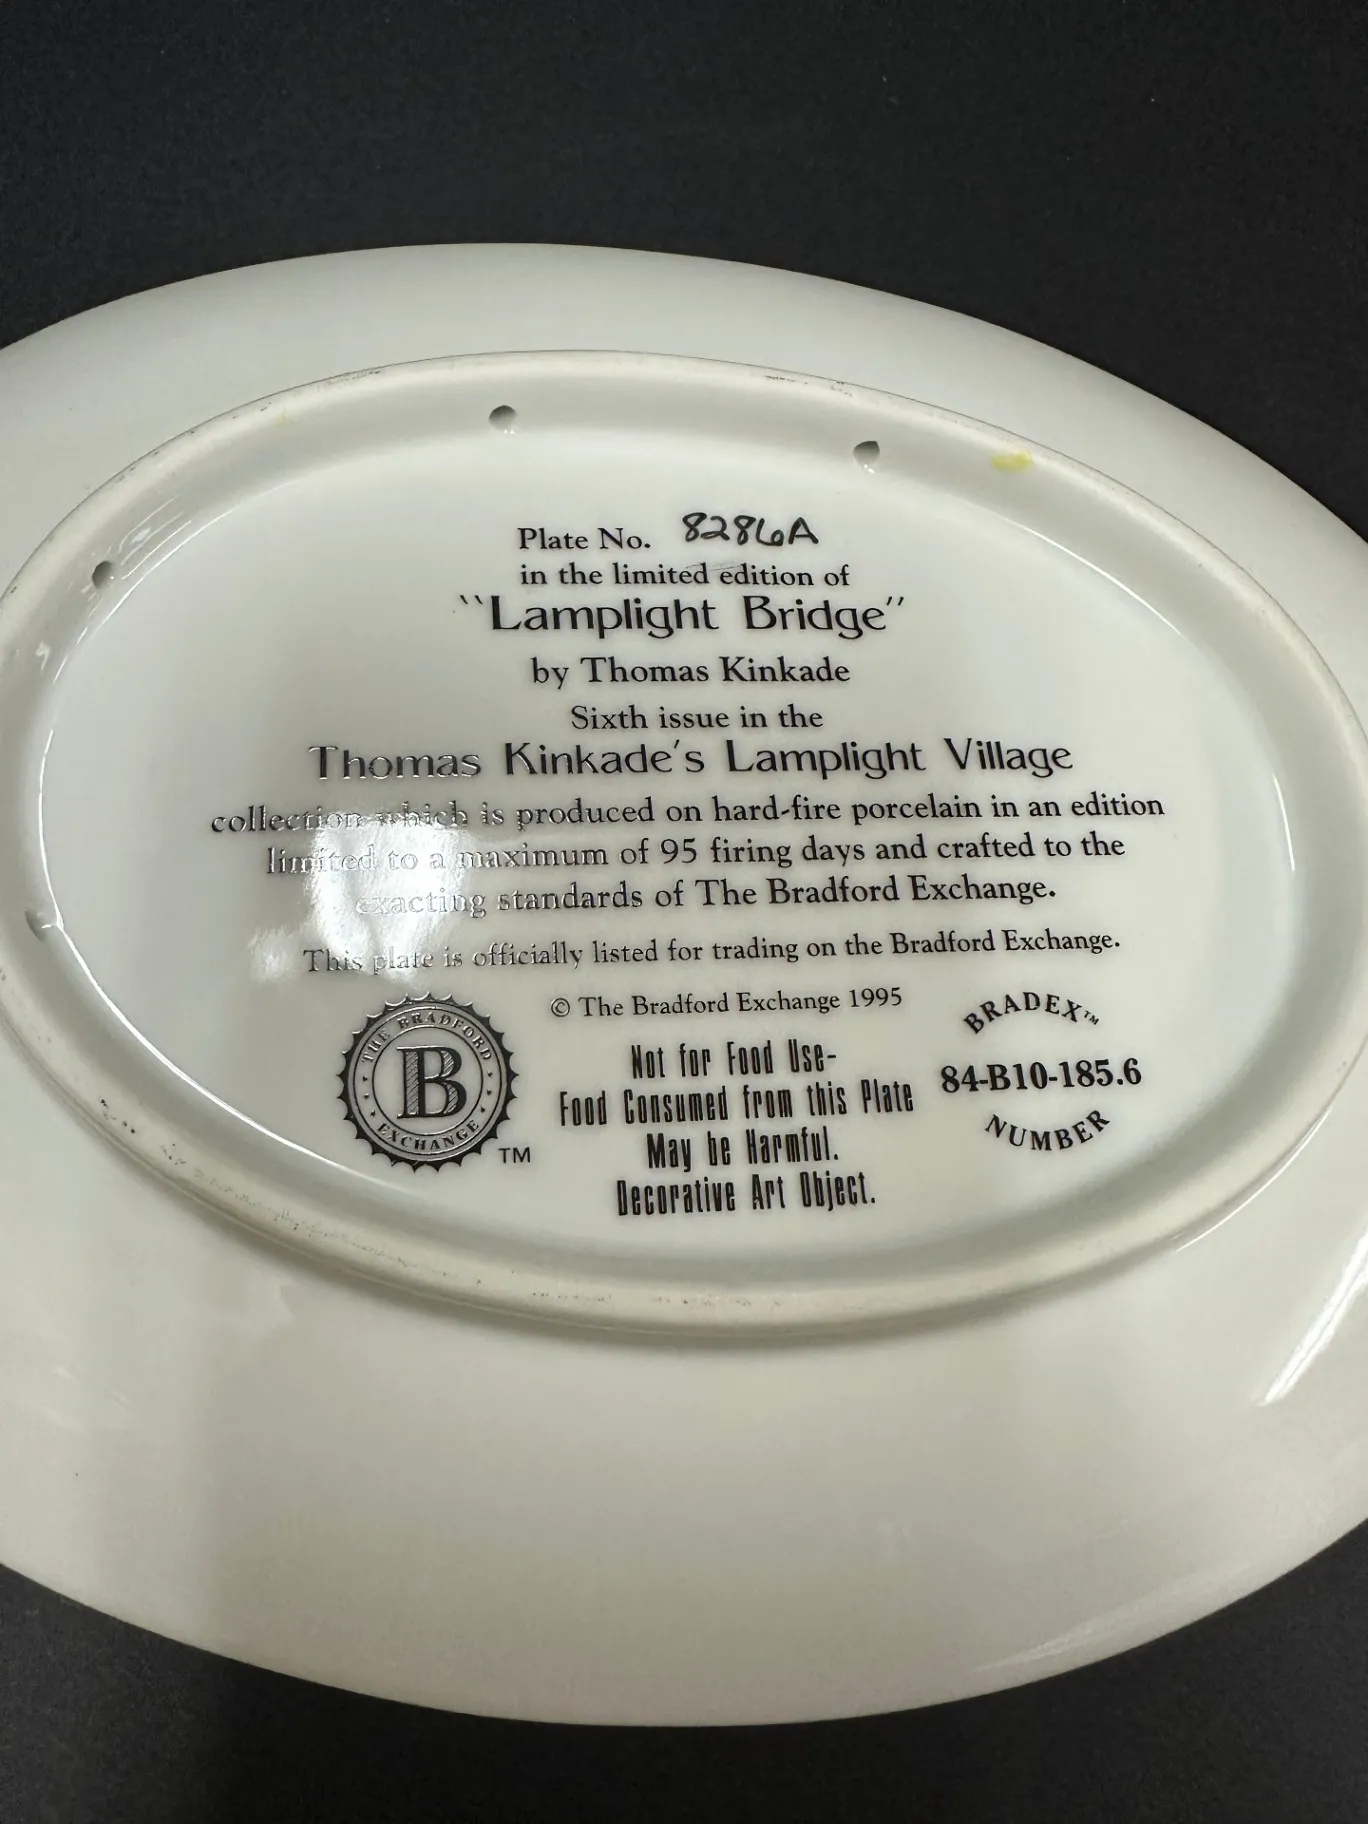 Plate No. 8286A
in the limited edition of
"Lamplight Bridge"
by Thomas Kinkade
Sixth issue in the
Thomas Kinkade's Lamplight Village
collection which is produced on hard-fire porcelain in an edition
limited to a maximum of 95 firing days and crafted to the
exacting standards of The Bradford Exchange.
This plate is officially listed for trading on the Bradford Exchange.
© The Bradford Exchange 1995
THE BRADFORD
B
EXCHANGE
TM
Not for Food Use-
Food Consumed from this Plate
May be Harmful.
Decorative Art Object.
BRADEX™
84-B10-185.6
NUMBER